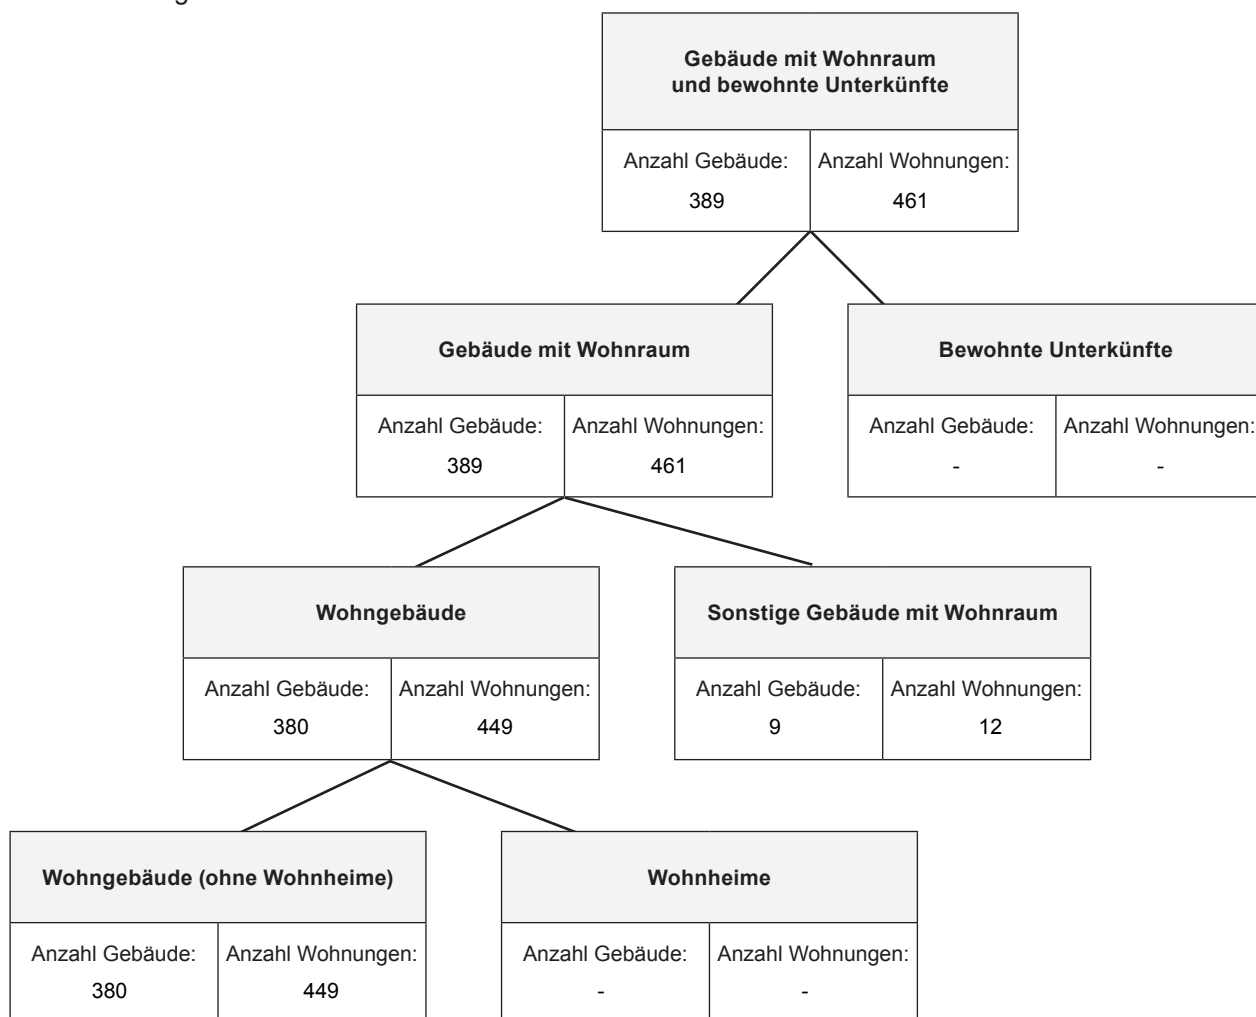 Gebäude mit Wohnraum
und bewohnte Unterkünfte
Anzahl Gebäude: Anzahl Wohnungen:
389 461
Gebäude mit Wohnraum Bewohnte Unterkünfte
Anzahl Gebäude: Anzahl Wohnungen: Anzahl Gebäude: Anzahl Wohnungen:
389 461 - -
Wohngebäude Sonstige Gebäude mit Wohnraum
Anzahl Gebäude: Anzahl Wohnungen: Anzahl Gebäude: Anzahl Wohnungen:
380 449 9 12
Wohngebäude (ohne Wohnheime) Wohnheime
Anzahl Gebäude: Anzahl Wohnungen: Anzahl Gebäude: Anzahl Wohnungen:
380 449 - -